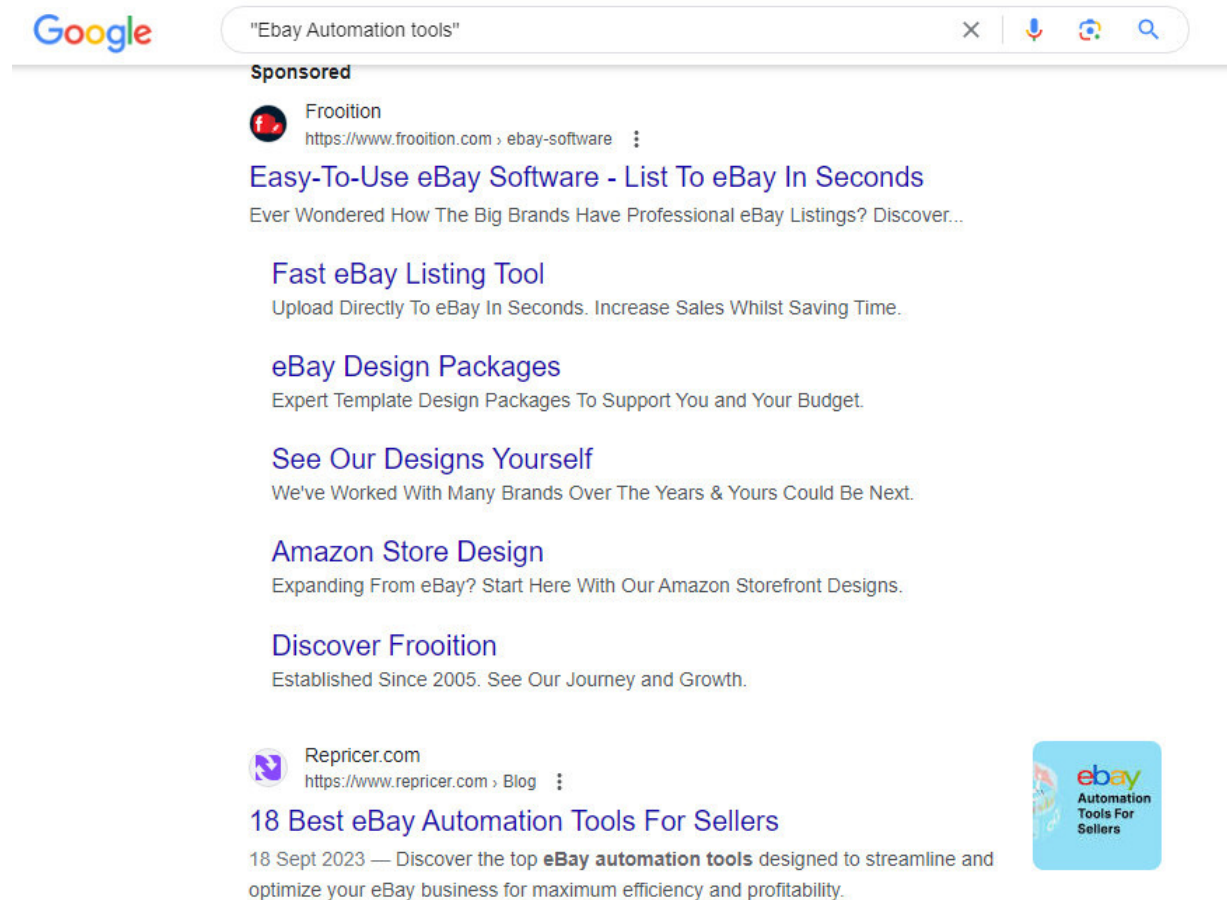 Google
"Ebay Automation tools"
Sponsored
Frooition
https://www.frooition.com › ebay-software
Easy-To-Use eBay Software - List To eBay In Seconds
Ever Wondered How The Big Brands Have Professional eBay Listings? Discover...
Fast eBay Listing Tool
Upload Directly To eBay In Seconds. Increase Sales Whilst Saving Time.
eBay Design Packages
Expert Template Design Packages To Support You and Your Budget.
See Our Designs Yourself
We've Worked With Many Brands Over The Years & Yours Could Be Next.
Amazon Store Design
Expanding From eBay? Start Here With Our Amazon Storefront Designs.
Discover Frooition
Established Since 2005. See Our Journey and Growth.
Repricer.com
https://www.repricer.com › Blog
18 Best eBay Automation Tools For Sellers
18 Sept 2023 — Discover the top eBay automation tools designed to streamline and
optimize your eBay business for maximum efficiency and profitability.
ebay
Automation
Tools For
Sellers